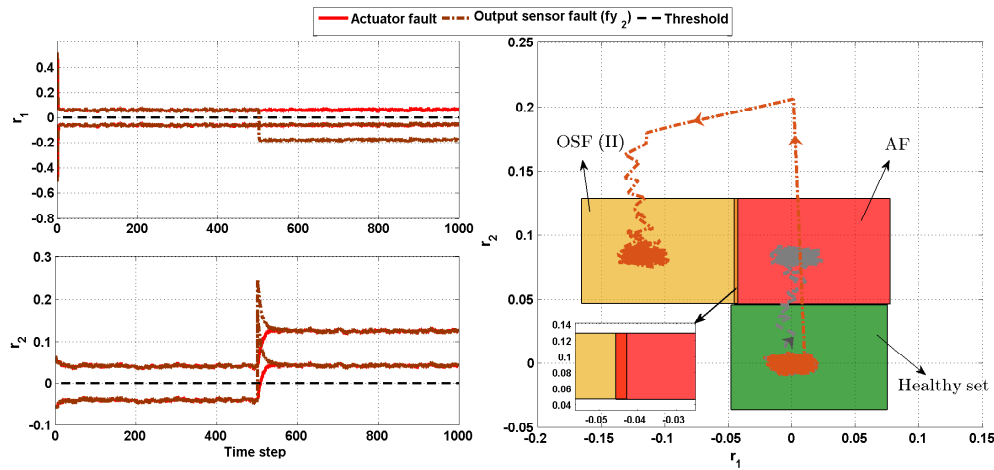 Actuator fault Output sensor fault (fy 2) Threshold
r1
0.4
0.2
0
-0.2
-0.4
-0.6
-0.8
0 200 400 600 800 1000
r2
0.3
0.2
0.1
0
-0.1
0 200 400 600 800 1000
Time step
r2
0.25
0.2
0.15
0.1
0.05
0
-0.05
OSF (II)
AF
Healthy set
0.14
0.12
0.1
0.08
0.06
0.04
-0.05 -0.04 -0.03
-0.2 -0.15 -0.1 -0.05 0 0.05 0.1 0.15
r1